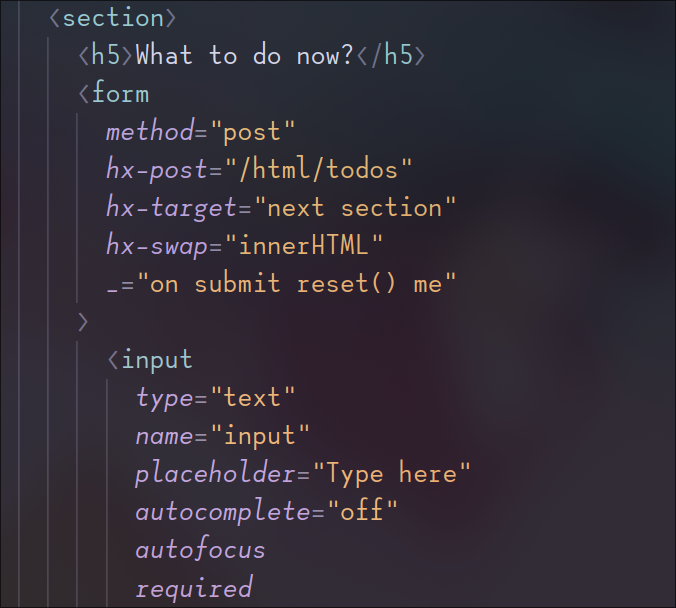 <section>
<h5>What to do now?</h5>
<form
method="post"
hx-post="/html/todos"
hx-target="next section"
hx-swap="innerHTML"
_="on submit reset() me"
>
<input
type="text"
name="input"
placeholder="Type here"
autocomplete="off"
autofocus
required